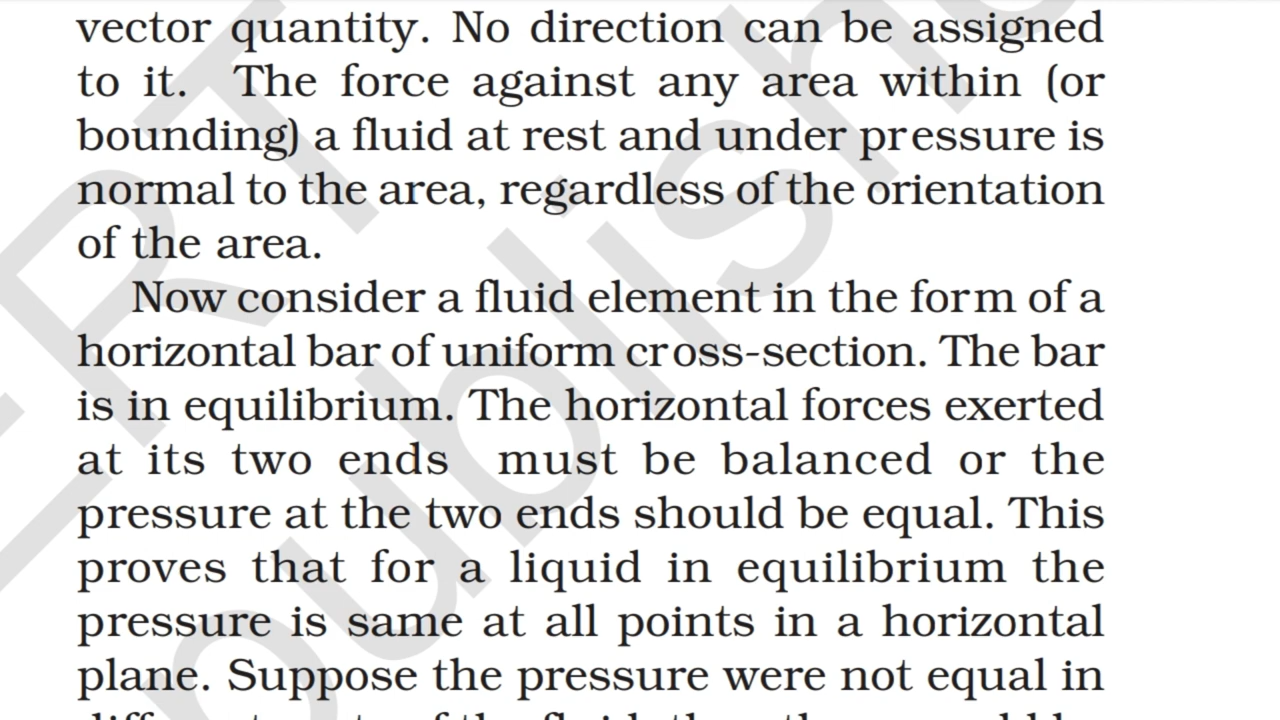 vector quantity. No direction can be assigned
to it. The force against any area within (or
bounding) a fluid at rest and under pressure is
normal to the area, regardless of the orientation
of the area.
Now consider a fluid element in the form of a
horizontal bar of uniform cross-section. The bar
is in equilibrium. The horizontal forces exerted
at its two ends must be balanced or the
pressure at the two ends should be equal. This
proves that for a liquid in equilibrium the
pressure is same at all points in a horizontal
plane. Suppose the pressure were not equal in